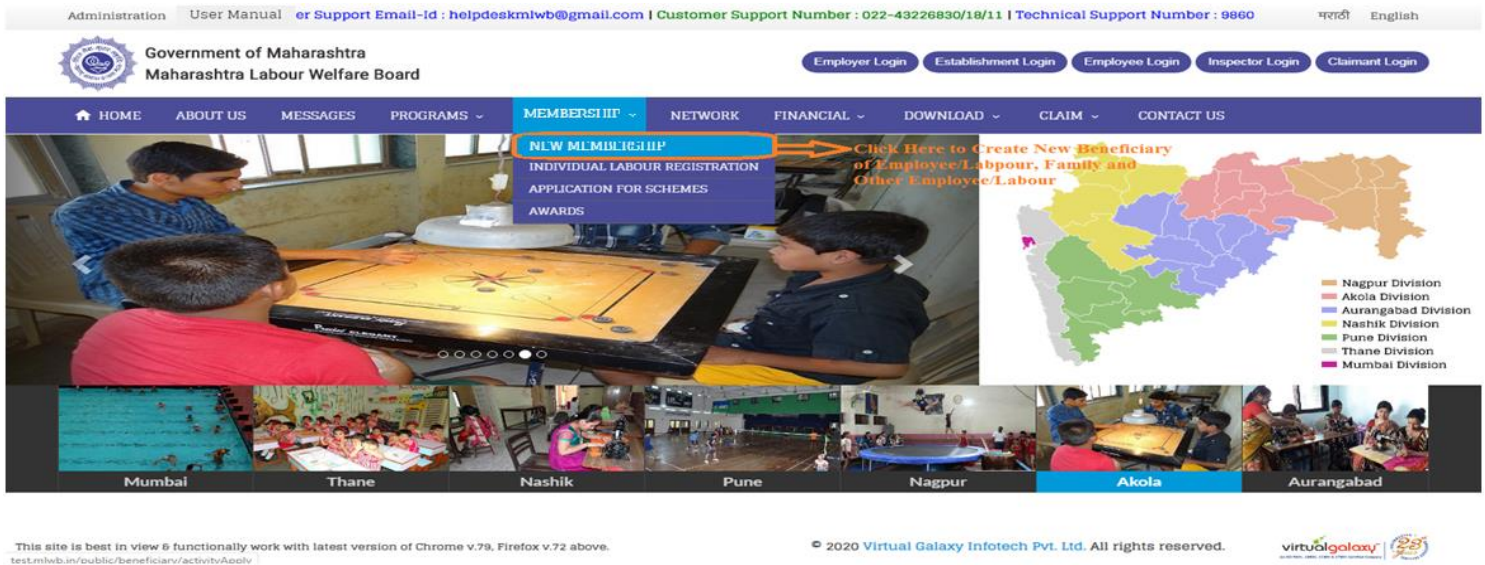 Administration User Manual er Support Email-Id : helpdeskmlwb@gmail.com | Customer Support Number : 022-43226830/18/11 | Technical Support Number : 9860 मराठी English
Government of Maharashtra
Maharashtra Labour Welfare Board
Employer Login Establishment Login Employee Login Inspector Login Claimant Login
HOME ABOUT US MESSAGES PROGRAMS MEMBERSHIP NETWORK FINANCIAL DOWNLOAD CLAIM CONTACT US
NEW MEMBERSHIP
INDIVIDUAL LABOUR REGISTRATION
APPLICATION FOR SCHEMES
AWARDS
Click Here to Create New Beneficiary
of Employee/Labpour, Family and
Other Employee/Labour
Nagpur Division
Akola Division
Aurangabad Division
Nashik Division
Pune Division
Thane Division
Mumbai Division
Mumbai Thane Nashik Pune Nagpur Akola Aurangabad
This site is best in view & functionally work with latest version of Chrome v.79, Firefox v.72 above.
© 2020 Virtual Galaxy Infotech Pvt. Ltd. All rights reserved.
virtualgalaxy
test.mlwb.in/public/beneficiary/activityApply